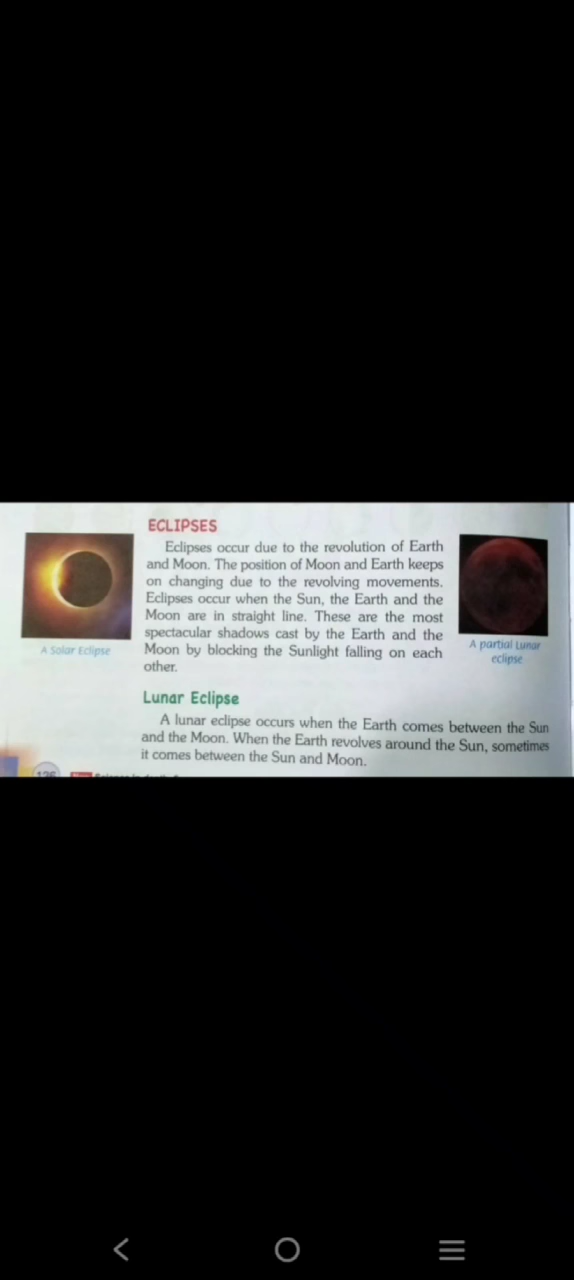 ECLIPSES
Eclipses occur due to the revolution of Earth
and Moon. The position of Moon and Earth keeps
on changing due to the revolving movements.
Eclipses occur when the Sun, the Earth and the
Moon are in straight line. These are the most
spectacular shadows cast by the Earth and the
Moon by blocking the Sunlight falling on each
other.
A Solar Eclipse
A partial Lunar
eclipse
Lunar Eclipse
A lunar eclipse occurs when the Earth comes between the Sun
and the Moon. When the Earth revolves around the Sun, sometimes
it comes between the Sun and Moon.